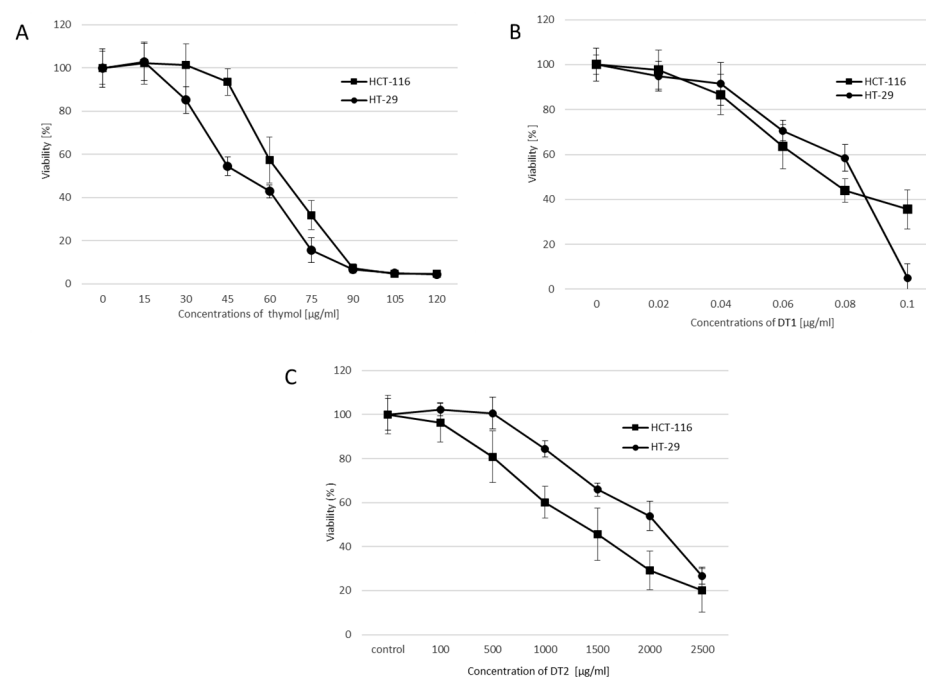 A
120
100
80
60
40
20
0
Viability [%]
HCT-116
HT-29
0 15 30 45 60 75 90 105 120
Concentrations of thymol [µg/ml]
B
120
100
80
60
40
20
0
Viability [%]
HCT-116
HT-29
0 0.02 0.04 0.06 0.08 0.1
Concentrations of DT1 [µg/ml]
C
120
100
80
60
40
20
0
Viability (%)
HCT-116
HT-29
control 100 500 1000 1500 2000 2500
Concentration of DT2 [µg/ml]